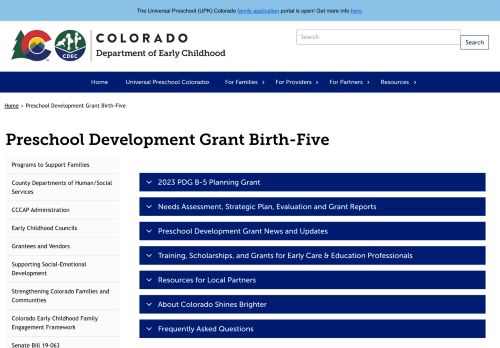 The Universal Preschool (UPK) Colorado family application portal is open! Get more info here.
COLORADO
Department of Early Childhood
CDEC
Search
Search
Home
Universal Preschool Colorado
For Families
For Providers
For Partners
Resources
Home › Preschool Development Grant Birth-Five
Preschool Development Grant Birth-Five
Programs to Support Families
County Departments of Human/Social
Services
CCCAP Administration
Early Childhood Councils
Grantees and Vendors
Supporting Social-Emotional
Development
Strengthening Colorado Families and
Communities
Colorado Early Childhood Family
Engagement Framework
Senate Bill 19-063
2023 PDG B-5 Planning Grant
Needs Assessment, Strategic Plan, Evaluation and Grant Reports
Preschool Development Grant News and Updates
Training, Scholarships, and Grants for Early Care & Education Professionals
Resources for Local Partners
About Colorado Shines Brighter
Frequently Asked Questions